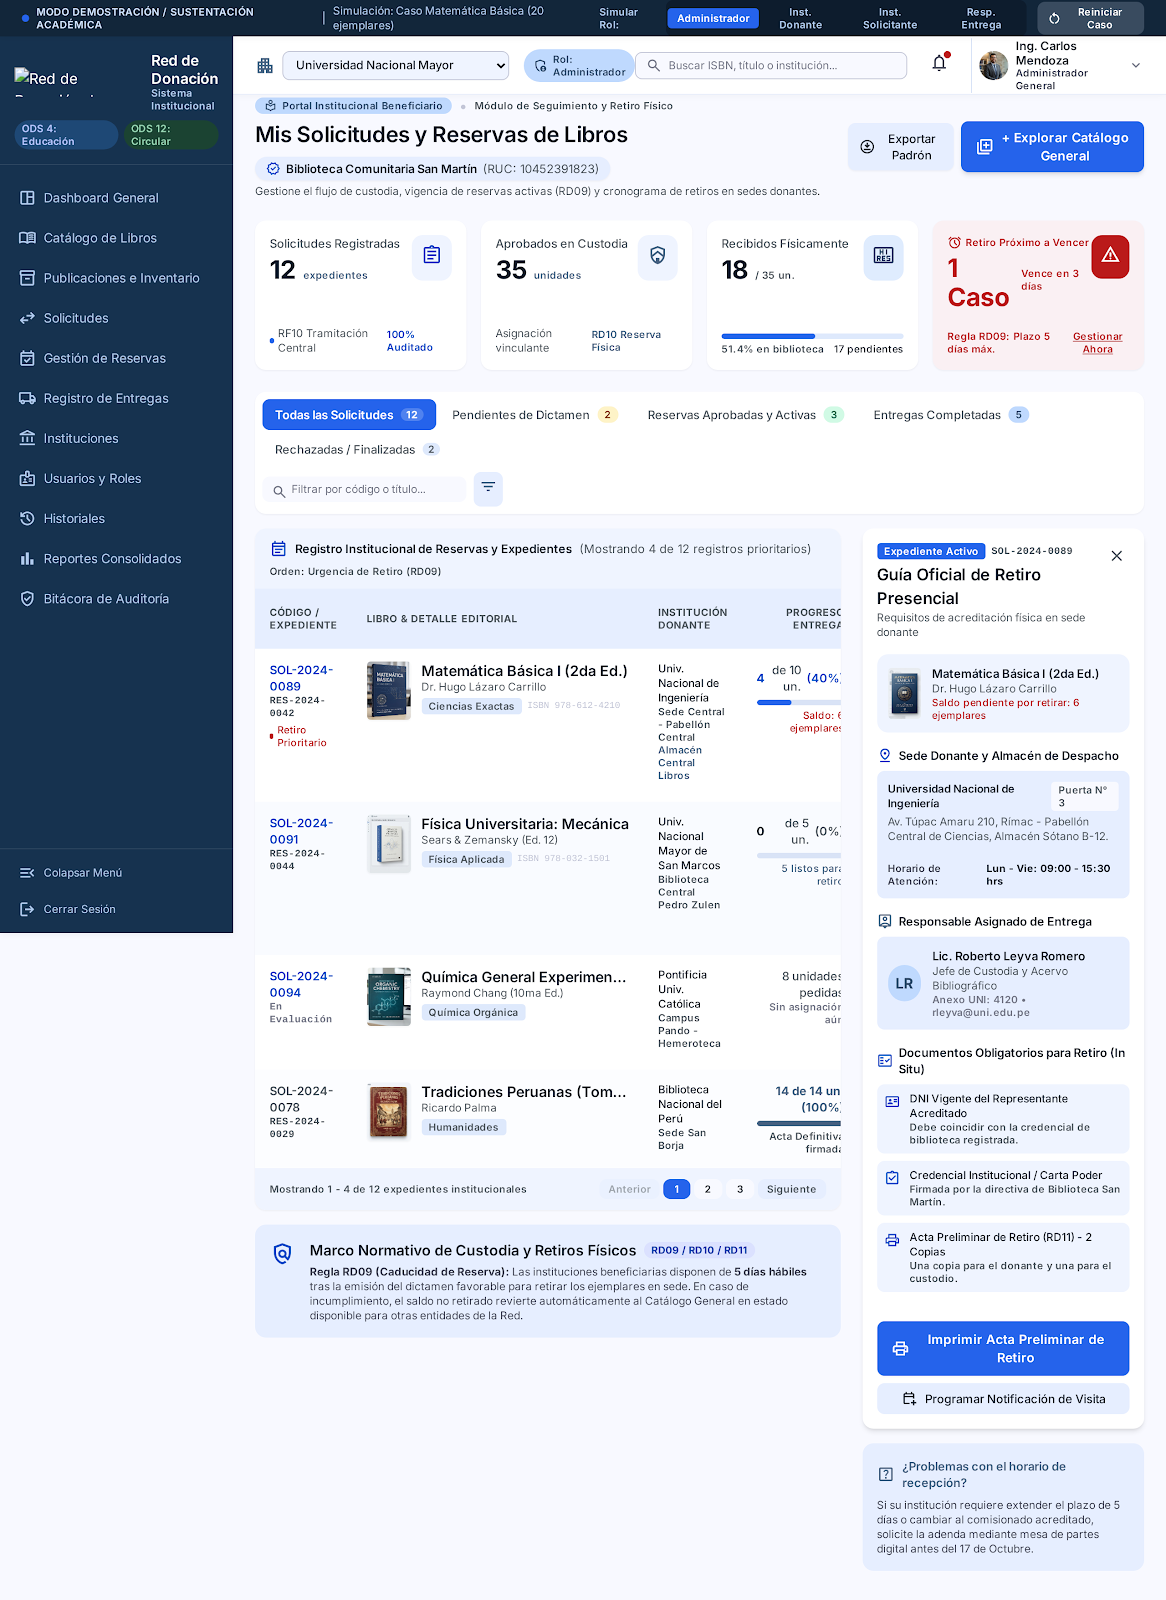 MODO DEMOSTRACIÓN / SUSTENTACIÓN
ACADÉMICA
Simulación: Caso Matemática Básica (20
ejemplares)
Simular
Rol:
Administrador
Inst.
Donante
Inst.
Solicitante
Resp.
Entrega
Reiniciar
Caso
Red de
Red de
Donación
Sistema
Institucional
ODS 4:
Educación
ODS 12:
Circular
Dashboard General
Catálogo de Libros
Publicaciones e Inventario
Solicitudes
Gestión de Reservas
Registro de Entregas
Instituciones
Usuarios y Roles
Historiales
Reportes Consolidados
Bitácora de Auditoría
Colapsar Menú
Cerrar Sesión
Universidad Nacional Mayor
Rol:
Administrador
Buscar ISBN, título o institución...
Ing. Carlos
Mendoza
Administrador
General
Portal Institucional Beneficiario
Módulo de Seguimiento y Retiro Físico
Mis Solicitudes y Reservas de Libros
Biblioteca Comunitaria San Martín (RUC: 10452391823)
Gestione el flujo de custodia, vigencia de reservas activas (RD09) y cronograma de retiros en sedes donantes.
Exportar
Padrón
+ Explorar Catálogo
General
Solicitudes Registradas
12 expedientes
RF10 Tramitación
Central
100%
Auditado
Aprobados en Custodia
35 unidades
Asignación
vinculante
RD10 Reserva
Física
Recibidos Físicamente
18 / 35 un.
HI
RES
51.4% en biblioteca 17 pendientes
Retiro Próximo a Vencer
1
Caso
Vence en 3
días
Regla RD09: Plazo 5
días máx.
Gestionar
Ahora
Todas las Solicitudes 12
Pendientes de Dictamen 2
Reservas Aprobadas y Activas 3
Entregas Completadas 5
Rechazadas / Finalizadas 2
Filtrar por código o título...
Registro Institucional de Reservas y Expedientes (Mostrando 4 de 12 registros prioritarios)
Orden: Urgencia de Retiro (RD09)
CÓDIGO /
EXPEDIENTE
LIBRO & DETALLE EDITORIAL
INSTITUCIÓN
DONANTE
PROGRESO
ENTREGA
SOL-2024-
0089
RES-2024-
0042
Retiro
Prioritario
Matemática Básica I (2da Ed.)
Dr. Hugo Lázaro Carrillo
Ciencias Exactas ISBN 978-612-4210
Univ.
Nacional de
Ingeniería
Sede Central
- Pabellón
Central
Almacén
Central
Libros
4 de 10
un. (40%)
Saldo: 6
ejemplares
SOL-2024-
0091
RES-2024-
0044
Física Universitaria: Mecánica
Sears & Zemansky (Ed. 12)
Física Aplicada ISBN 978-032-1501
Univ.
Nacional
Mayor de
San Marcos
Biblioteca
Central
Pedro Zulen
0 de 5
un. (0%)
5 listos para
retiro
SOL-2024-
0094
En
Evaluación
Química General Experimen...
Raymond Chang (10ma Ed.)
Química Orgánica
Pontificia
Univ.
Católica
Campus
Pando -
Hemeroteca
8 unidades
pedidas
Sin asignación
aún
SOL-2024-
0078
RES-2024-
0029
Tradiciones Peruanas (Tom...
Ricardo Palma
Humanidades
Biblioteca
Nacional del
Perú
Sede San
Borja
14 de 14 un
(100%)
Acta Definitiva
firmada
Mostrando 1 - 4 de 12 expedientes institucionales
Anterior 1 2 3 Siguiente
Marco Normativo de Custodia y Retiros Físicos RD09 / RD10 / RD11
Regla RD09 (Caducidad de Reserva): Las instituciones beneficiarias disponen de 5 días hábiles
tras la emisión del dictamen favorable para retirar los ejemplares en sede. En caso de
incumplimiento, el saldo no retirado revierte automáticamente al Catálogo General en estado
disponible para otras entidades de la Red.
Expediente Activo SOL-2024-0089
Guía Oficial de Retiro
Presencial
Requisitos de acreditación física en sede
donante
Matemática Básica I (2da Ed.)
Dr. Hugo Lázaro Carrillo
Saldo pendiente por retirar: 6
ejemplares
Sede Donante y Almacén de Despacho
Universidad Nacional de
Ingeniería
Puerta N°
3
Av. Túpac Amaru 210, Rímac - Pabellón
Central de Ciencias, Almacén Sótano B-12.
Horario de
Atención:
Lun - Vie: 09:00 - 15:30
hrs
Responsable Asignado de Entrega
LR
Lic. Roberto Leyva Romero
Jefe de Custodia y Acervo
Bibliográfico
Anexo UNI: 4120 •
rleyva@uni.edu.pe
Documentos Obligatorios para Retiro (In
Situ)
DNI Vigente del Representante
Acreditado
Debe coincidir con la credencial de
biblioteca registrada.
Credencial Institucional / Carta Poder
Firmada por la directiva de Biblioteca San
Martín.
Acta Preliminar de Retiro (RD11) - 2
Copias
Una copia para el donante y una para el
custodio.
Imprimir Acta Preliminar de
Retiro
Programar Notificación de Visita
¿Problemas con el horario de
recepción?
Si su institución requiere extender el plazo de 5
días o cambiar al comisionado acreditado,
solicite la adenda mediante mesa de partes
digital antes del 17 de Octubre.